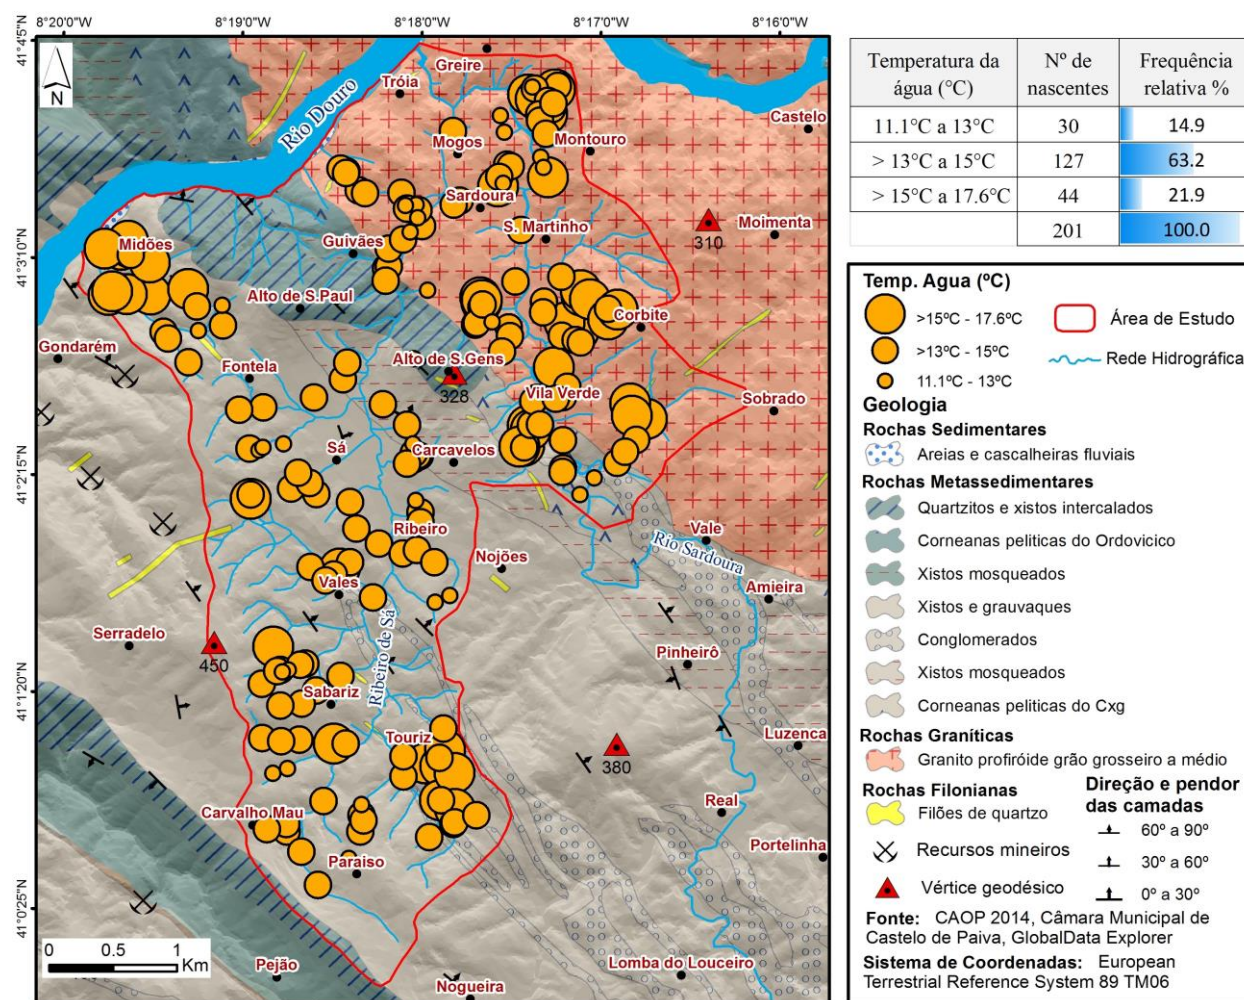 8°20'0"W
8°19'0"W
8°18'0"W
8°17'0"W
8°16'0"W
41°4'5"N
41°3'10"N
41°2'15"N
41°1'20"N
41°0'25"N
N
Greire
Tróia
Rio Douro
Castelo
Mogos
Montouro
Sardoura
S. Martinho
Moimenta
310
Midões
Guivães
Alto de S.Paul
Corbite
Gondarém
Fontela
Alto de S.Gens
328
Vila Verde
Sobrado
Sá
Carcavelos
Ribeiro
Nojões
Vale
Rio Sardoura
Vales
Amieira
Serradelo
450
Ribeiro de Sá
Pinheirô
Sabariz
Touriz
Luzenca
380
Carvalho Mau
Real
Paraiso
Portelinha
Pejão
Nogueira
Lomba do Louceiro
0 0.5 1
Km
Temperatura da água (°C) Nº de nascentes Frequência relativa %
11.1°C a 13°C 30 14.9
> 13°C a 15°C 127 63.2
> 15°C a 17.6°C 44 21.9
201 100.0
Temp. Agua (ºC)
>15ºC - 17.6ºC
>13ºC - 15ºC
11.1ºC - 13ºC
Área de Estudo
Rede Hidrográfica
Geologia
Rochas Sedimentares
Areias e cascalheiras fluviais
Rochas Metassedimentares
Quartzitos e xistos intercalados
Corneanas peliticas do Ordovicico
Xistos mosqueados
Xistos e grauvaques
Conglomerados
Xistos mosqueados
Corneanas peliticas do Cxg
Rochas Graníticas
Granito profiróide grão grosseiro a médio
Rochas Filonianas
Filões de quartzo
Recursos mineiros
Vértice geodésico
Direção e pendor
das camadas
60º a 90º
30º a 60º
0º a 30º
Fonte: CAOP 2014, Câmara Municipal de
Castelo de Paiva, GlobalData Explorer
Sistema de Coordenadas: European
Terrestrial Reference System 89 TM06